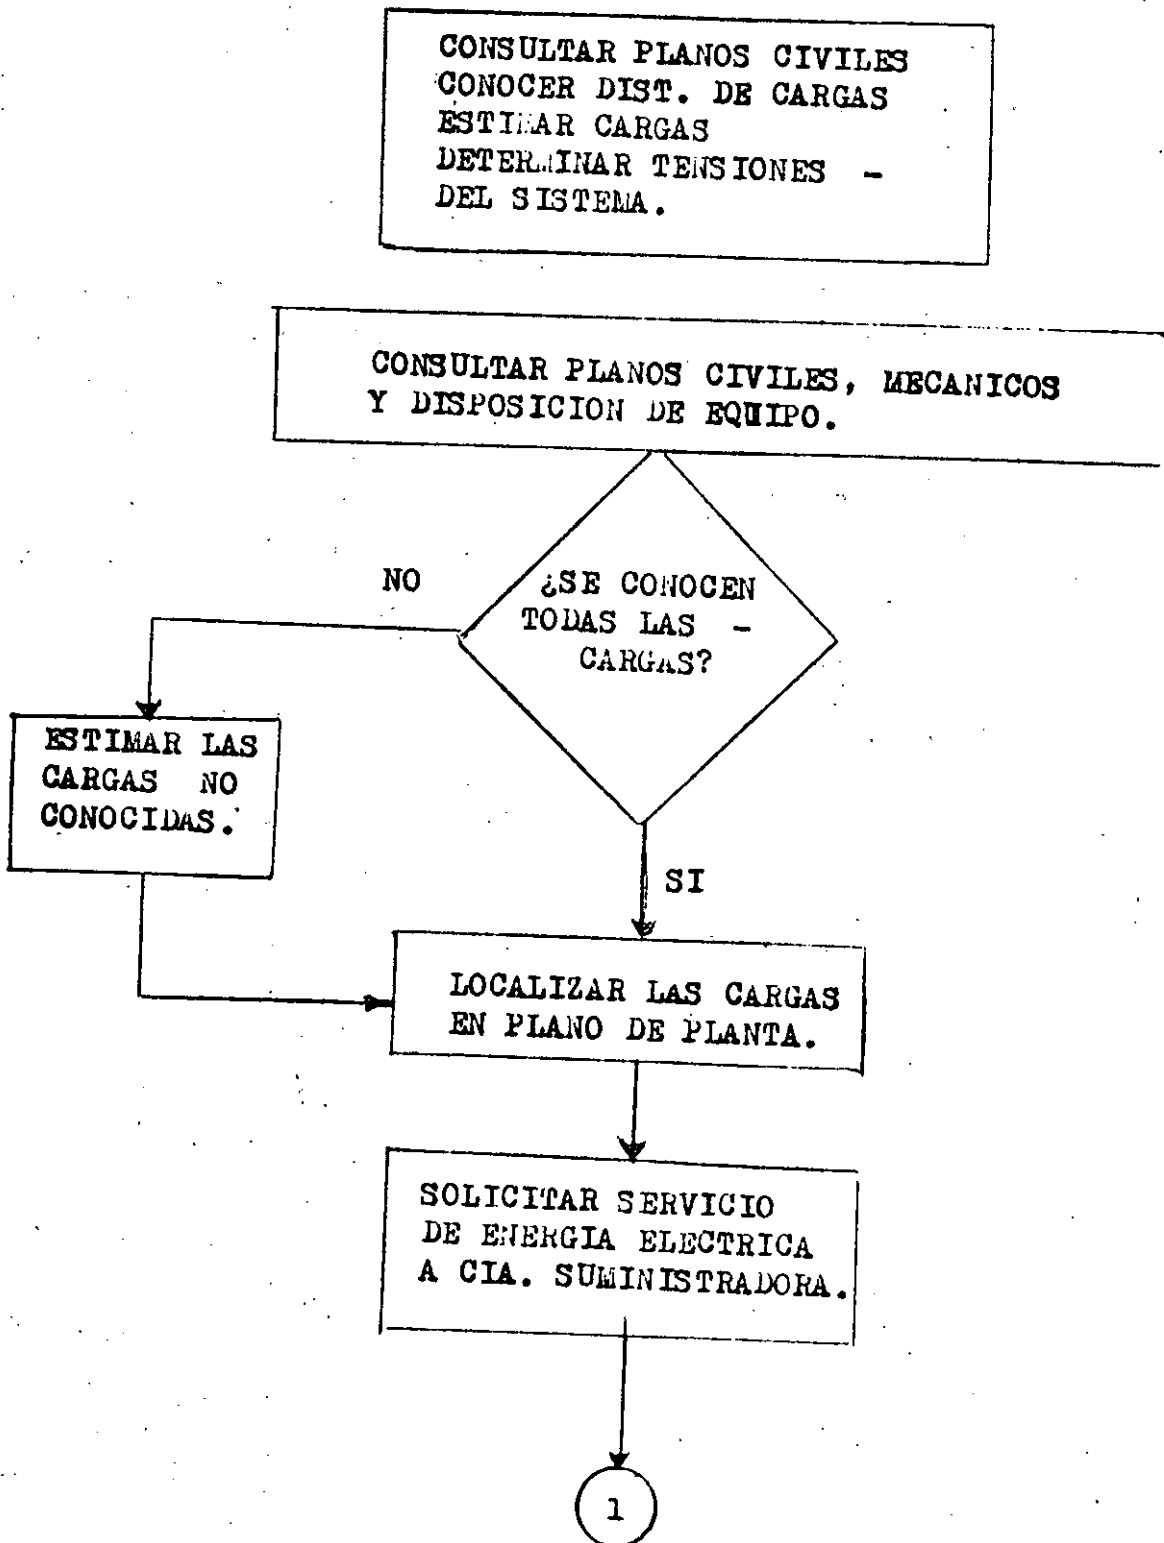 CONSULTAR PLANOS CIVILES
CONOCER DIST. DE CARGAS
ESTIMAR CARGAS
DETERMINAR TENSIONES -
DEL SISTEMA.
CONSULTAR PLANOS CIVILES, MECANICOS
Y DISPOSICION DE EQUIPO.
NO
¿SE CONOCEN
TODAS LAS -
CARGAS?
ESTIMAR LAS
CARGAS NO
CONOCIDAS.
SI
LOCALIZAR LAS CARGAS
EN PLANO DE PLANTA.
SOLICITAR SERVICIO
DE ENERGIA ELECTRICA
A CIA. SUMINISTRADORA.
1